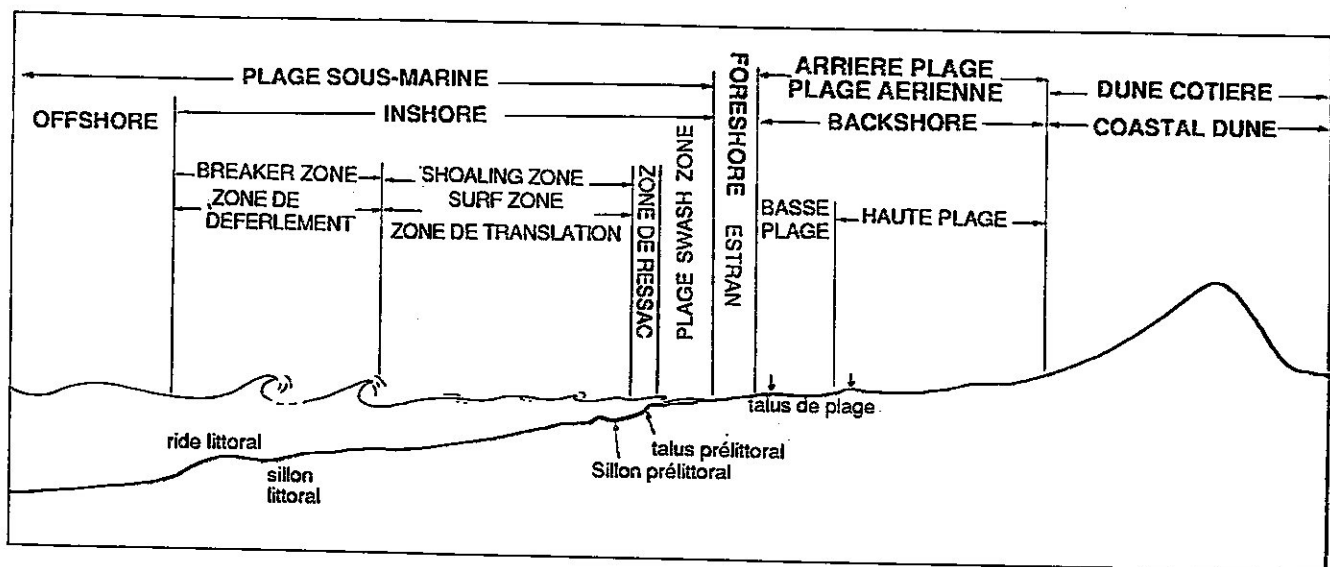 PLAGE SOUS-MARINE
OFFSHORE
INSHORE
BREAKER ZONE
ZONE DE
DEFERLEMENT
SHOALING ZONE
SURF ZONE
ZONE DE TRANSLATION
ZONE DE RESSAC
PLAGE SWASH ZONE
FORESHORE ESTRAN
ARRIERE PLAGE
PLAGE AERIENNE
BACKSHORE
BASSE
PLAGE
HAUTE PLAGE
DUNE COTIERE
COASTAL DUNE
ride littoral
sillon
littoral
Sillon prélittoral
talus prélittoral
talus de plage